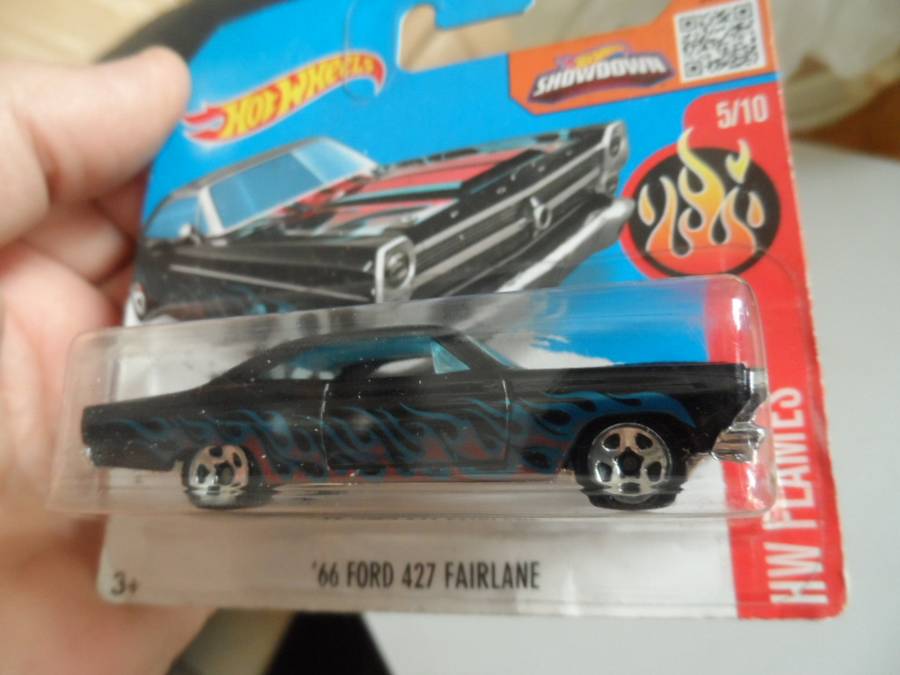 HOT WHEELS
SHOWDOWN
5/10
HW FLAMES
'66 FORD 427 FAIRLANE
3+